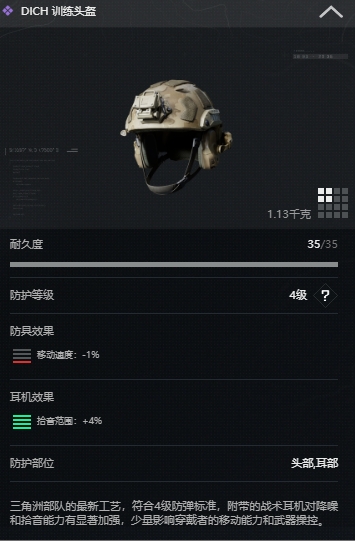 DICH 训练头盔
1.13千克
耐久度 35/35
防护等级 4级 ?
防具效果
移动速度：-1%
耳机效果
拾音范围：+4%
防护部位 头部,耳部
三角洲部队的最新工艺，符合4级防弹标准，附带的战术耳机对降噪
和拾音能力有显著加强，少量影响穿戴者的移动能力和武器操控。